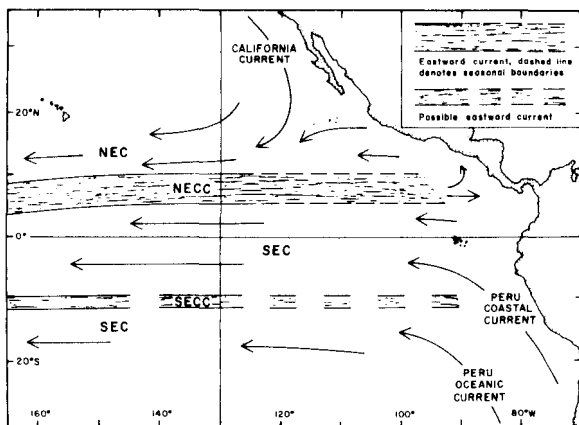 CALIFORNIA
CURRENT
Eastward current, dashed line
denotes seasonal boundaries
Possible eastward current
20°N
NEC
NECC
0°
SEC
SECC
SEC
PERU
COASTAL
CURRENT
20°S
PERU
OCEANIC
CURRENT
160°
140°
120°
100°
80°W